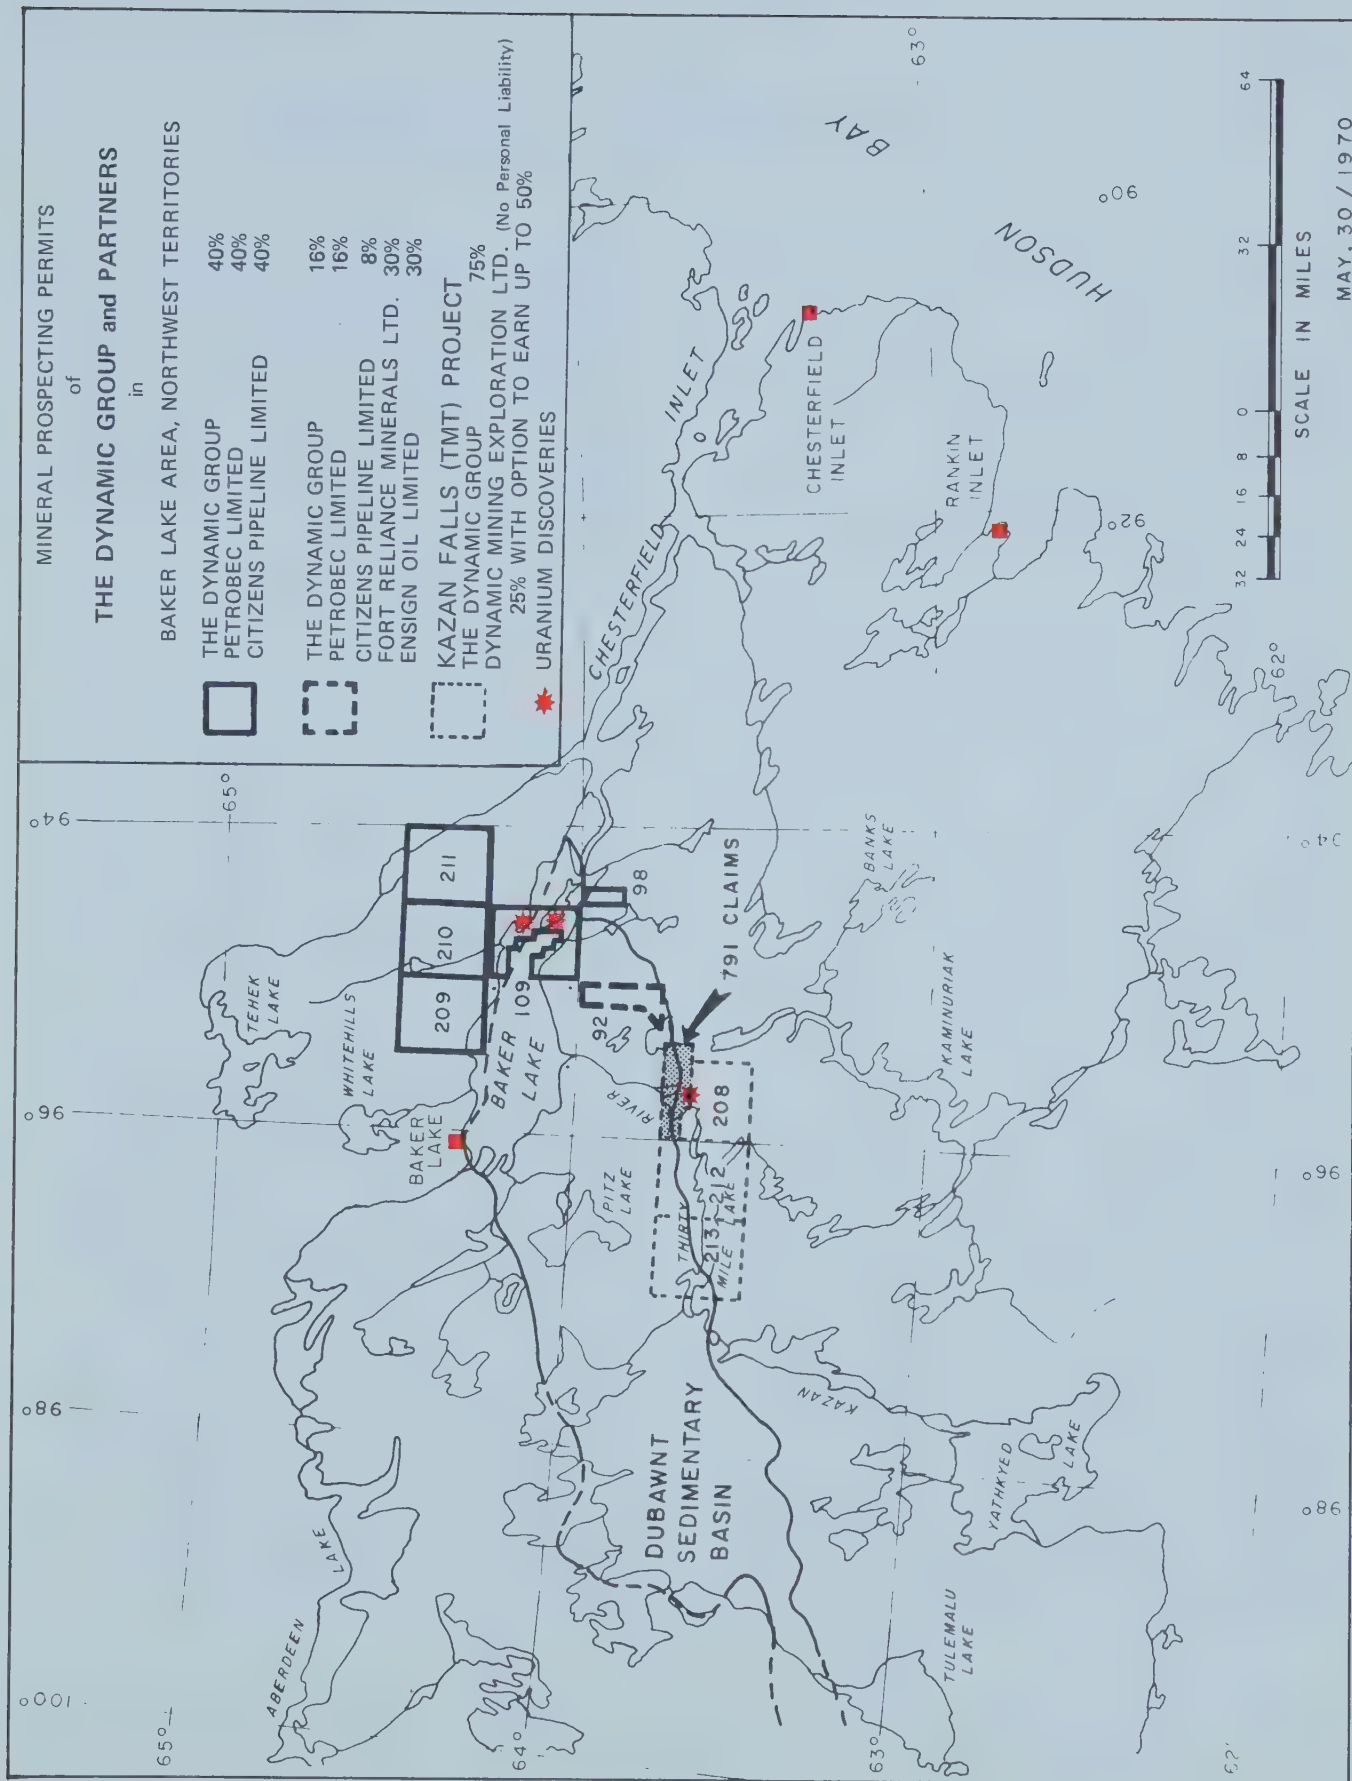 MINERAL PROSPECTING PERMITS
of
THE DYNAMIC GROUP and PARTNERS
in
BAKER LAKE AREA, NORTHWEST TERRITORIES
THE DYNAMIC GROUP 40%
PETROBEC LIMITED 40%
CITIZENS PIPELINE LIMITED 40%
THE DYNAMIC GROUP 16%
PETROBEC LIMITED 16%
CITIZENS PIPELINE LIMITED 8%
FORT RELIANCE MINERALS LTD. 30%
ENSIGN OIL LIMITED 30%
KAZAN FALLS (TMT) PROJECT
THE DYNAMIC GROUP 75%
DYNAMIC MINING EXPLORATION LTD. (No Personal Liability)
25% WITH OPTION TO EARN UP TO 50%
URANIUM DISCOVERIES
100°
98°
96°
94°
65°
65°
ABERDEEN
LAKE
TEHEK
LAKE
WHITEHILLS
LAKE
BAKER
LAKE
BAKER
LAKE
209
210
211
109
98
92
791 CLAIMS
PITZ
LAKE
RIVER
THIRTY
MILE LAKE
213
212
208
64°
DUBAWNT
SEDIMENTARY
BASIN
KAZAN
YATHKYED
LAKE
TULEMALU
LAKE
KAMINURIAK
LAKE
BANKS
LAKE
CHESTERFIELD INLET
CHESTERFIELD
INLET
RANKIN
INLET
HUDSON
BAY
63°
63°
62°
62°
98°
96°
94°
92°
90°
32 24 16 8 0 32 64
SCALE IN MILES
MAY, 30/1970